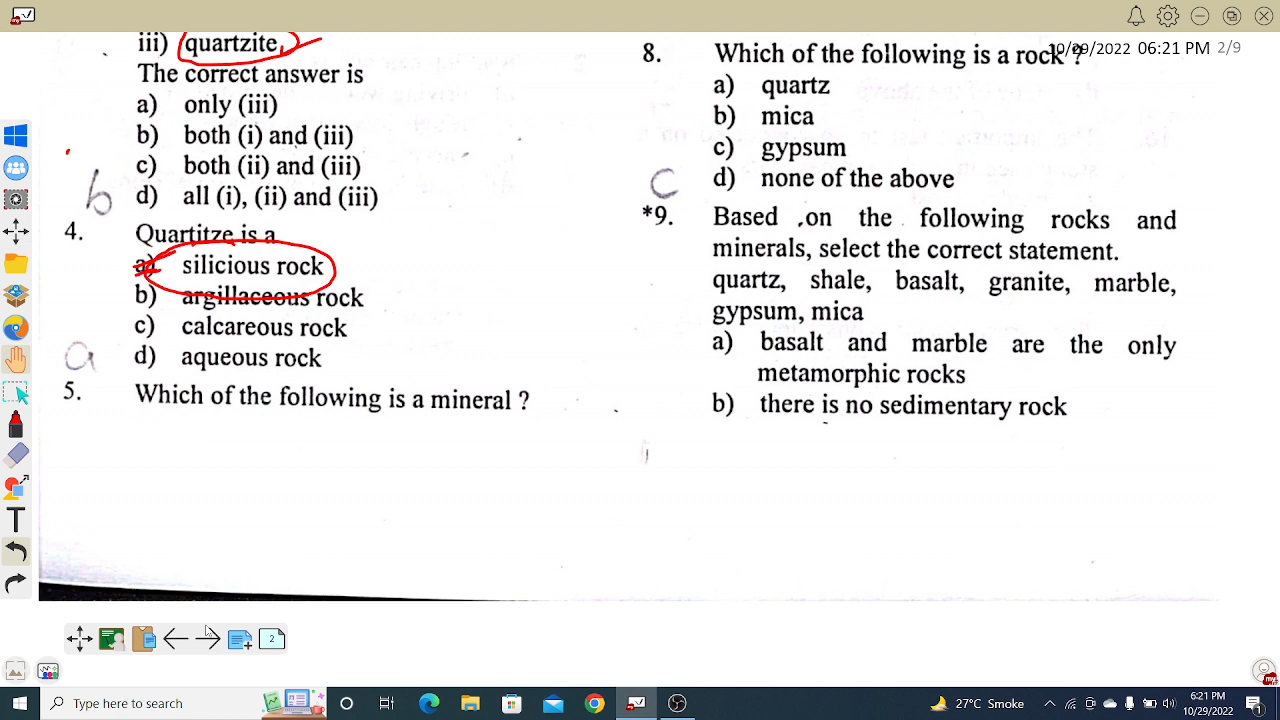 10/29/2022 06:21 PM 2/9
iii) quartzite,
The correct answer is
a) only (iii)
b) both (i) and (iii)
c) both (ii) and (iii)
b d) all (i), (ii) and (iii)
4. Quartitze is a
a) silicious rock
b) argillaceous rock
c) calcareous rock
a d) aqueous rock
5. Which of the following is a mineral ?
8. Which of the following is a rock ?
a) quartz
b) mica
c) gypsum
c d) none of the above
*9. Based on the following rocks and
minerals, select the correct statement.
quartz, shale, basalt, granite, marble,
gypsum, mica
a) basalt and marble are the only
metamorphic rocks
b) there is no sedimentary rock
T
2
Type here to search
27°C Smoke
6:21 PM
10/29/2022